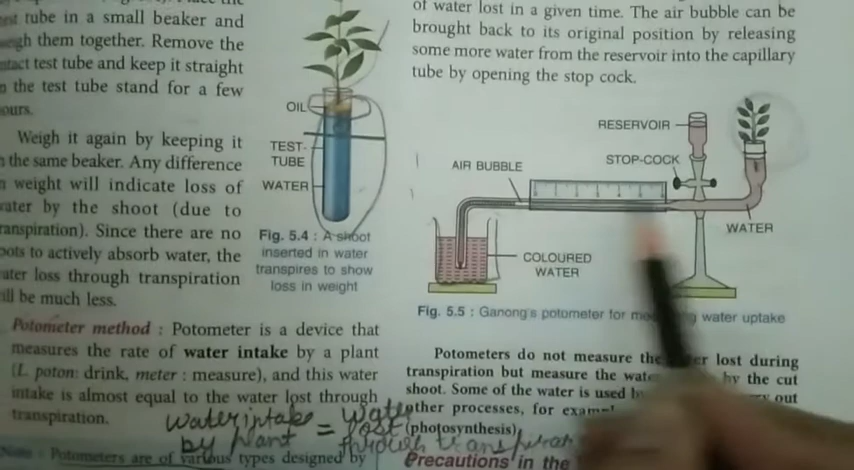 tube in a small beaker and
them together. Remove the
test tube and keep it straight
the test tube stand for a few
Weigh it again by keeping it
the same beaker. Any difference
weight will indicate loss of
by the shoot (due to
Since there are no
to actively absorb water, the
loss through transpiration
be much less.
Potometer method : Potometer is a device that
measures the rate of water intake by a plant
(L. poton: drink, meter : measure), and this water
intake is almost equal to the water lost through
transpiration.
water intake
by plant = water
lost
through
Note : Potometers are of various types designed by
OIL
TEST-
TUBE
WATER
Fig. 5.4 : A shoot
inserted in water
transpires to show
loss in weight
of water lost in a given time. The air bubble can be
brought back to its original position by releasing
some more water from the reservoir into the capillary
tube by opening the stop cock.
RESERVOIR
STOP-COCK
AIR BUBBLE
WATER
COLOURED
WATER
Fig. 5.5 : Ganong's potometer for water uptake
Potometers do not measure the lost during
transpiration but measure the by the cut
shoot. Some of the water is used out
other processes, for
(photosynthesis)
Precautions in the